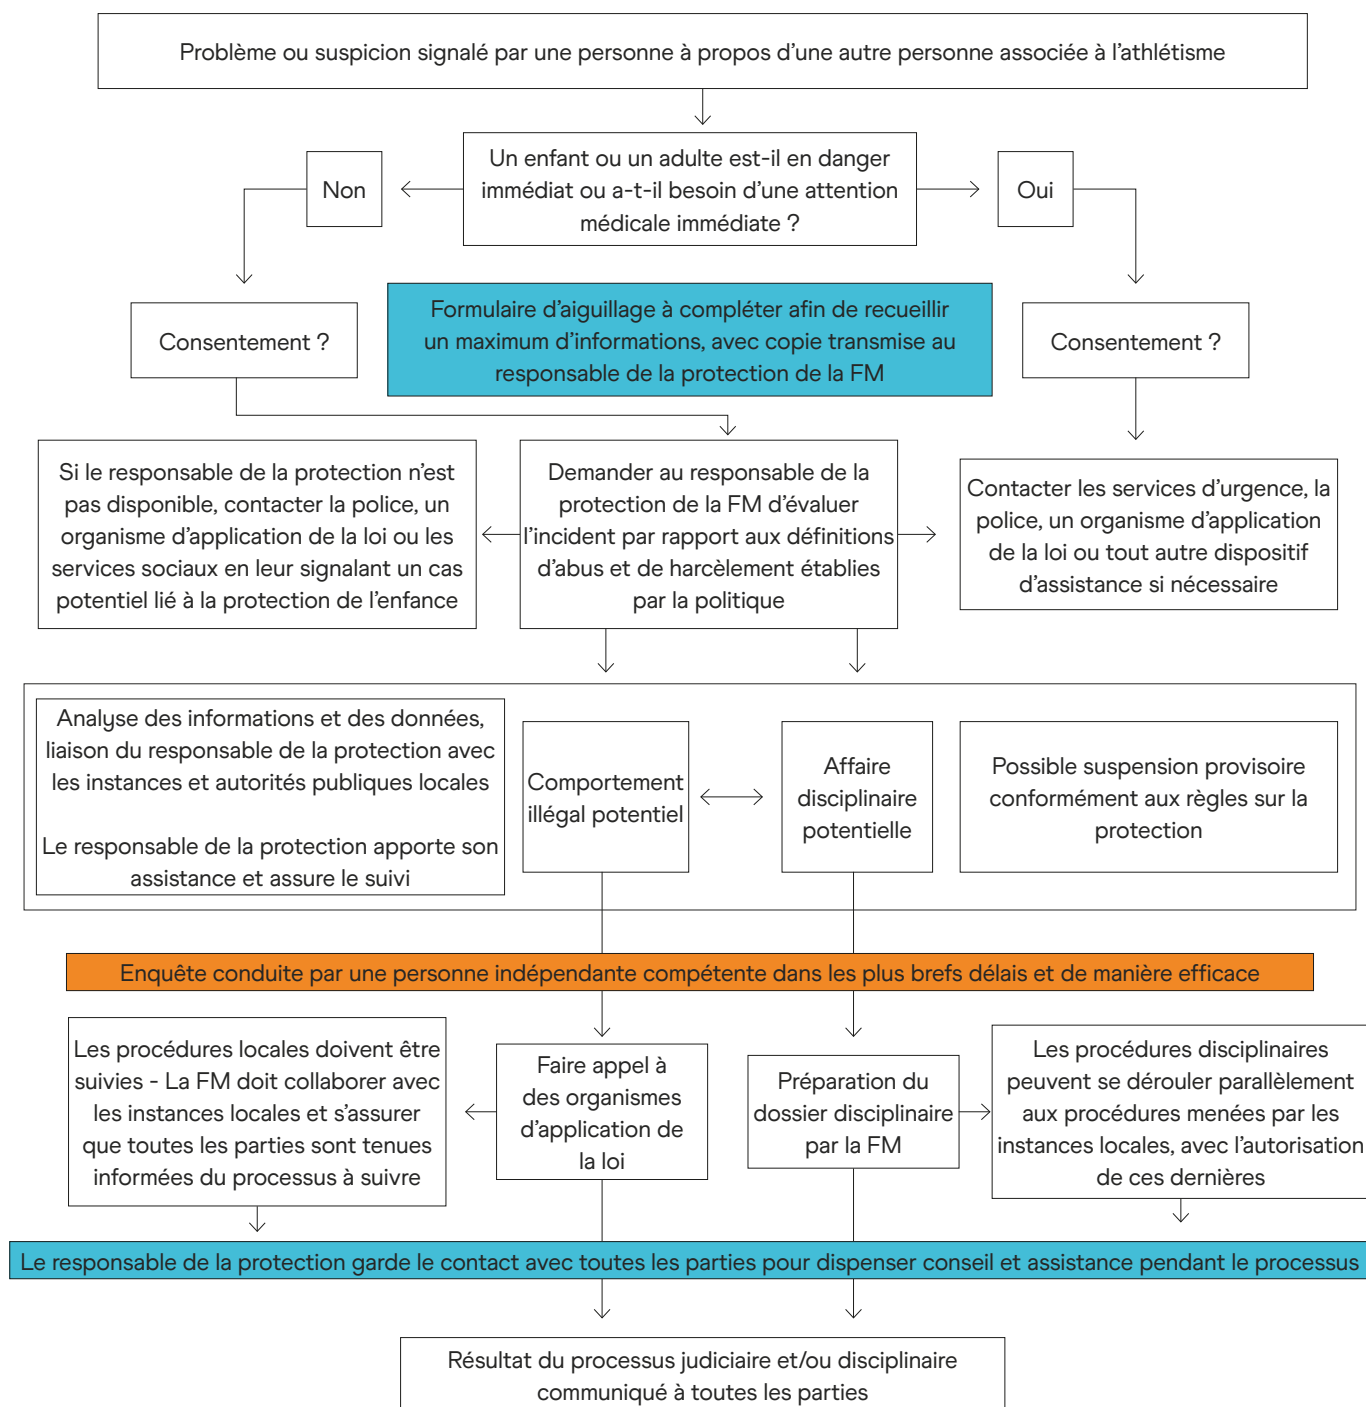 Problème ou suspicion signalé par une personne à propos d’une autre personne associée à l’athlétisme
Un enfant ou un adulte est-il en danger
immédiat ou a-t-il besoin d’une attention
médicale immédiate ?
Non
Oui
Consentement ?
Formulaire d’aiguillage à compléter afin de recueillir
un maximum d’informations, avec copie transmise au
responsable de la protection de la FM
Consentement ?
Si le responsable de la protection n’est
pas disponible, contacter la police, un
organisme d’application de la loi ou les
services sociaux en leur signalant un cas
potentiel lié à la protection de l’enfance
Demander au responsable de la
protection de la FM d’évaluer
l’incident par rapport aux définitions
d’abus et de harcèlement établies
par la politique
Contacter les services d’urgence, la
police, un organisme d’application
de la loi ou tout autre dispositif
d’assistance si nécessaire
Analyse des informations et des données,
liaison du responsable de la protection avec
les instances et autorités publiques locales
Le responsable de la protection apporte son
assistance et assure le suivi
Comportement
illégal potentiel
Affaire
disciplinaire
potentielle
Possible suspension provisoire
conformément aux règles sur la
protection
Enquête conduite par une personne indépendante compétente dans les plus brefs délais et de manière efficace
Les procédures locales doivent être
suivies - La FM doit collaborer avec
les instances locales et s’assurer
que toutes les parties sont tenues
informées du processus à suivre
Faire appel à
des organismes
d’application de
la loi
Préparation du
dossier disciplinaire
par la FM
Les procédures disciplinaires
peuvent se dérouler parallèlement
aux procédures menées par les
instances locales, avec l’autorisation
de ces dernières
Le responsable de la protection garde le contact avec toutes les parties pour dispenser conseil et assistance pendant le processus
Résultat du processus judiciaire et/ou disciplinaire
communiqué à toutes les parties